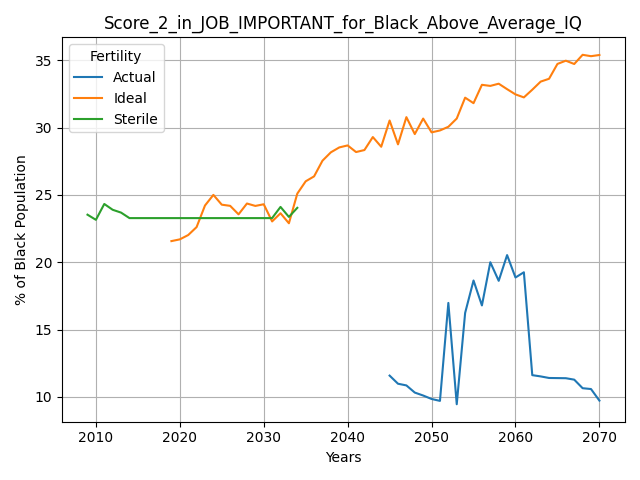 Score_2_in_JOB_IMPORTANT_for_Black_Above_Average_IQ
Fertility
Actual
Ideal
Sterile
% of Black Population
35
30
25
20
15
10
2010 2020 2030 2040 2050 2060 2070
Years